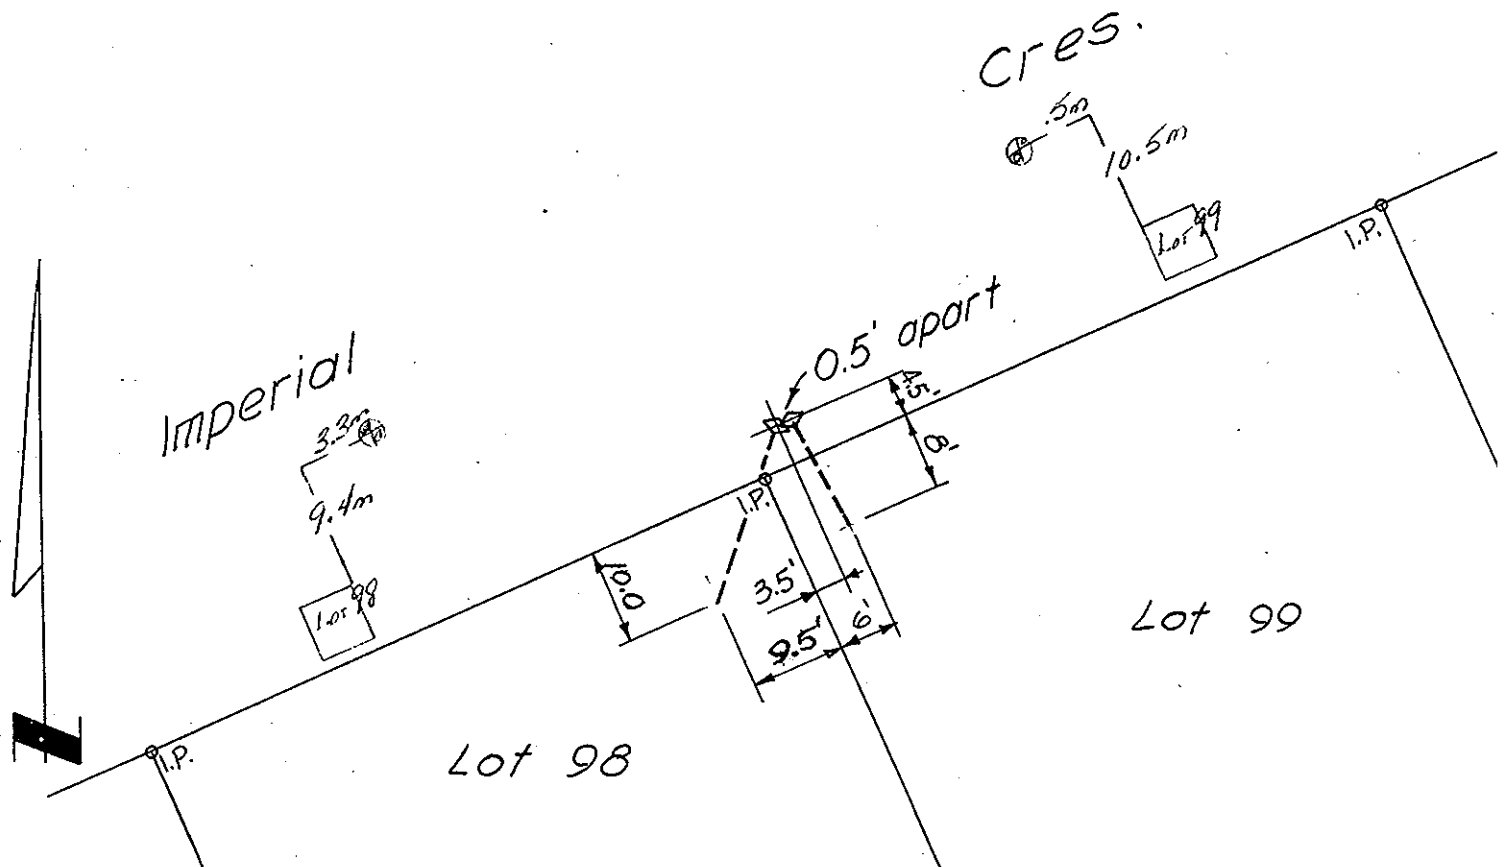 Cres.
.5m
10.5m
Lot 99
I.P.
0.5' apart
4.5'
8'
Imperial
3.3m
9.4m
Lot 98
I.P.
10.0
3.5'
6'
9.5'
Lot 99
Lot 98
I.P.